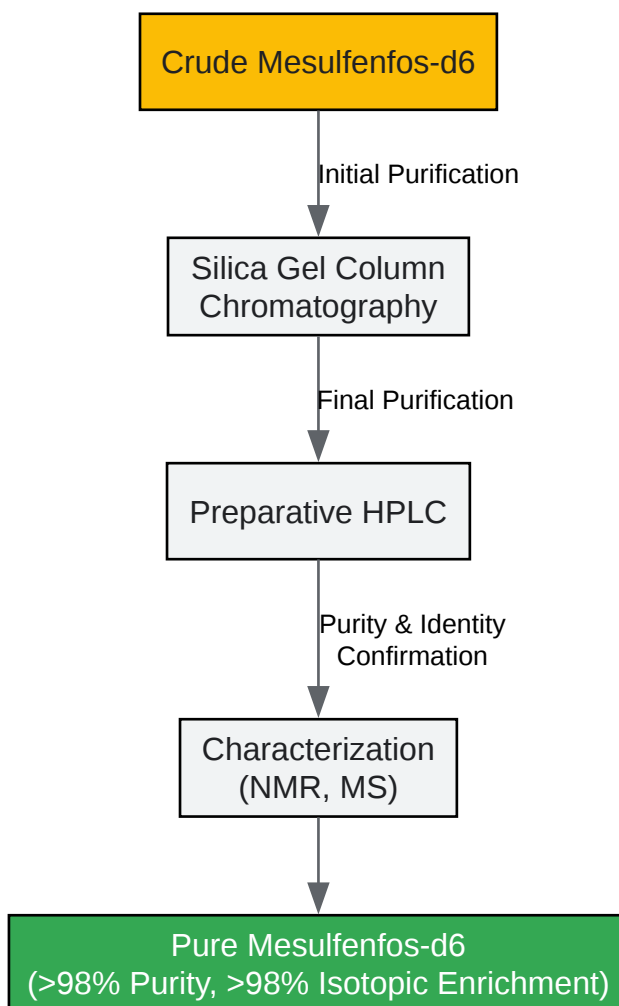 Crude Mesulfenfos-d6
Initial Purification
Silica Gel Column
Chromatography
Final Purification
Preparative HPLC
Purity & Identity
Confirmation
Characterization
(NMR, MS)
Pure Mesulfenfos-d6
(>98% Purity, >98% Isotopic Enrichment)